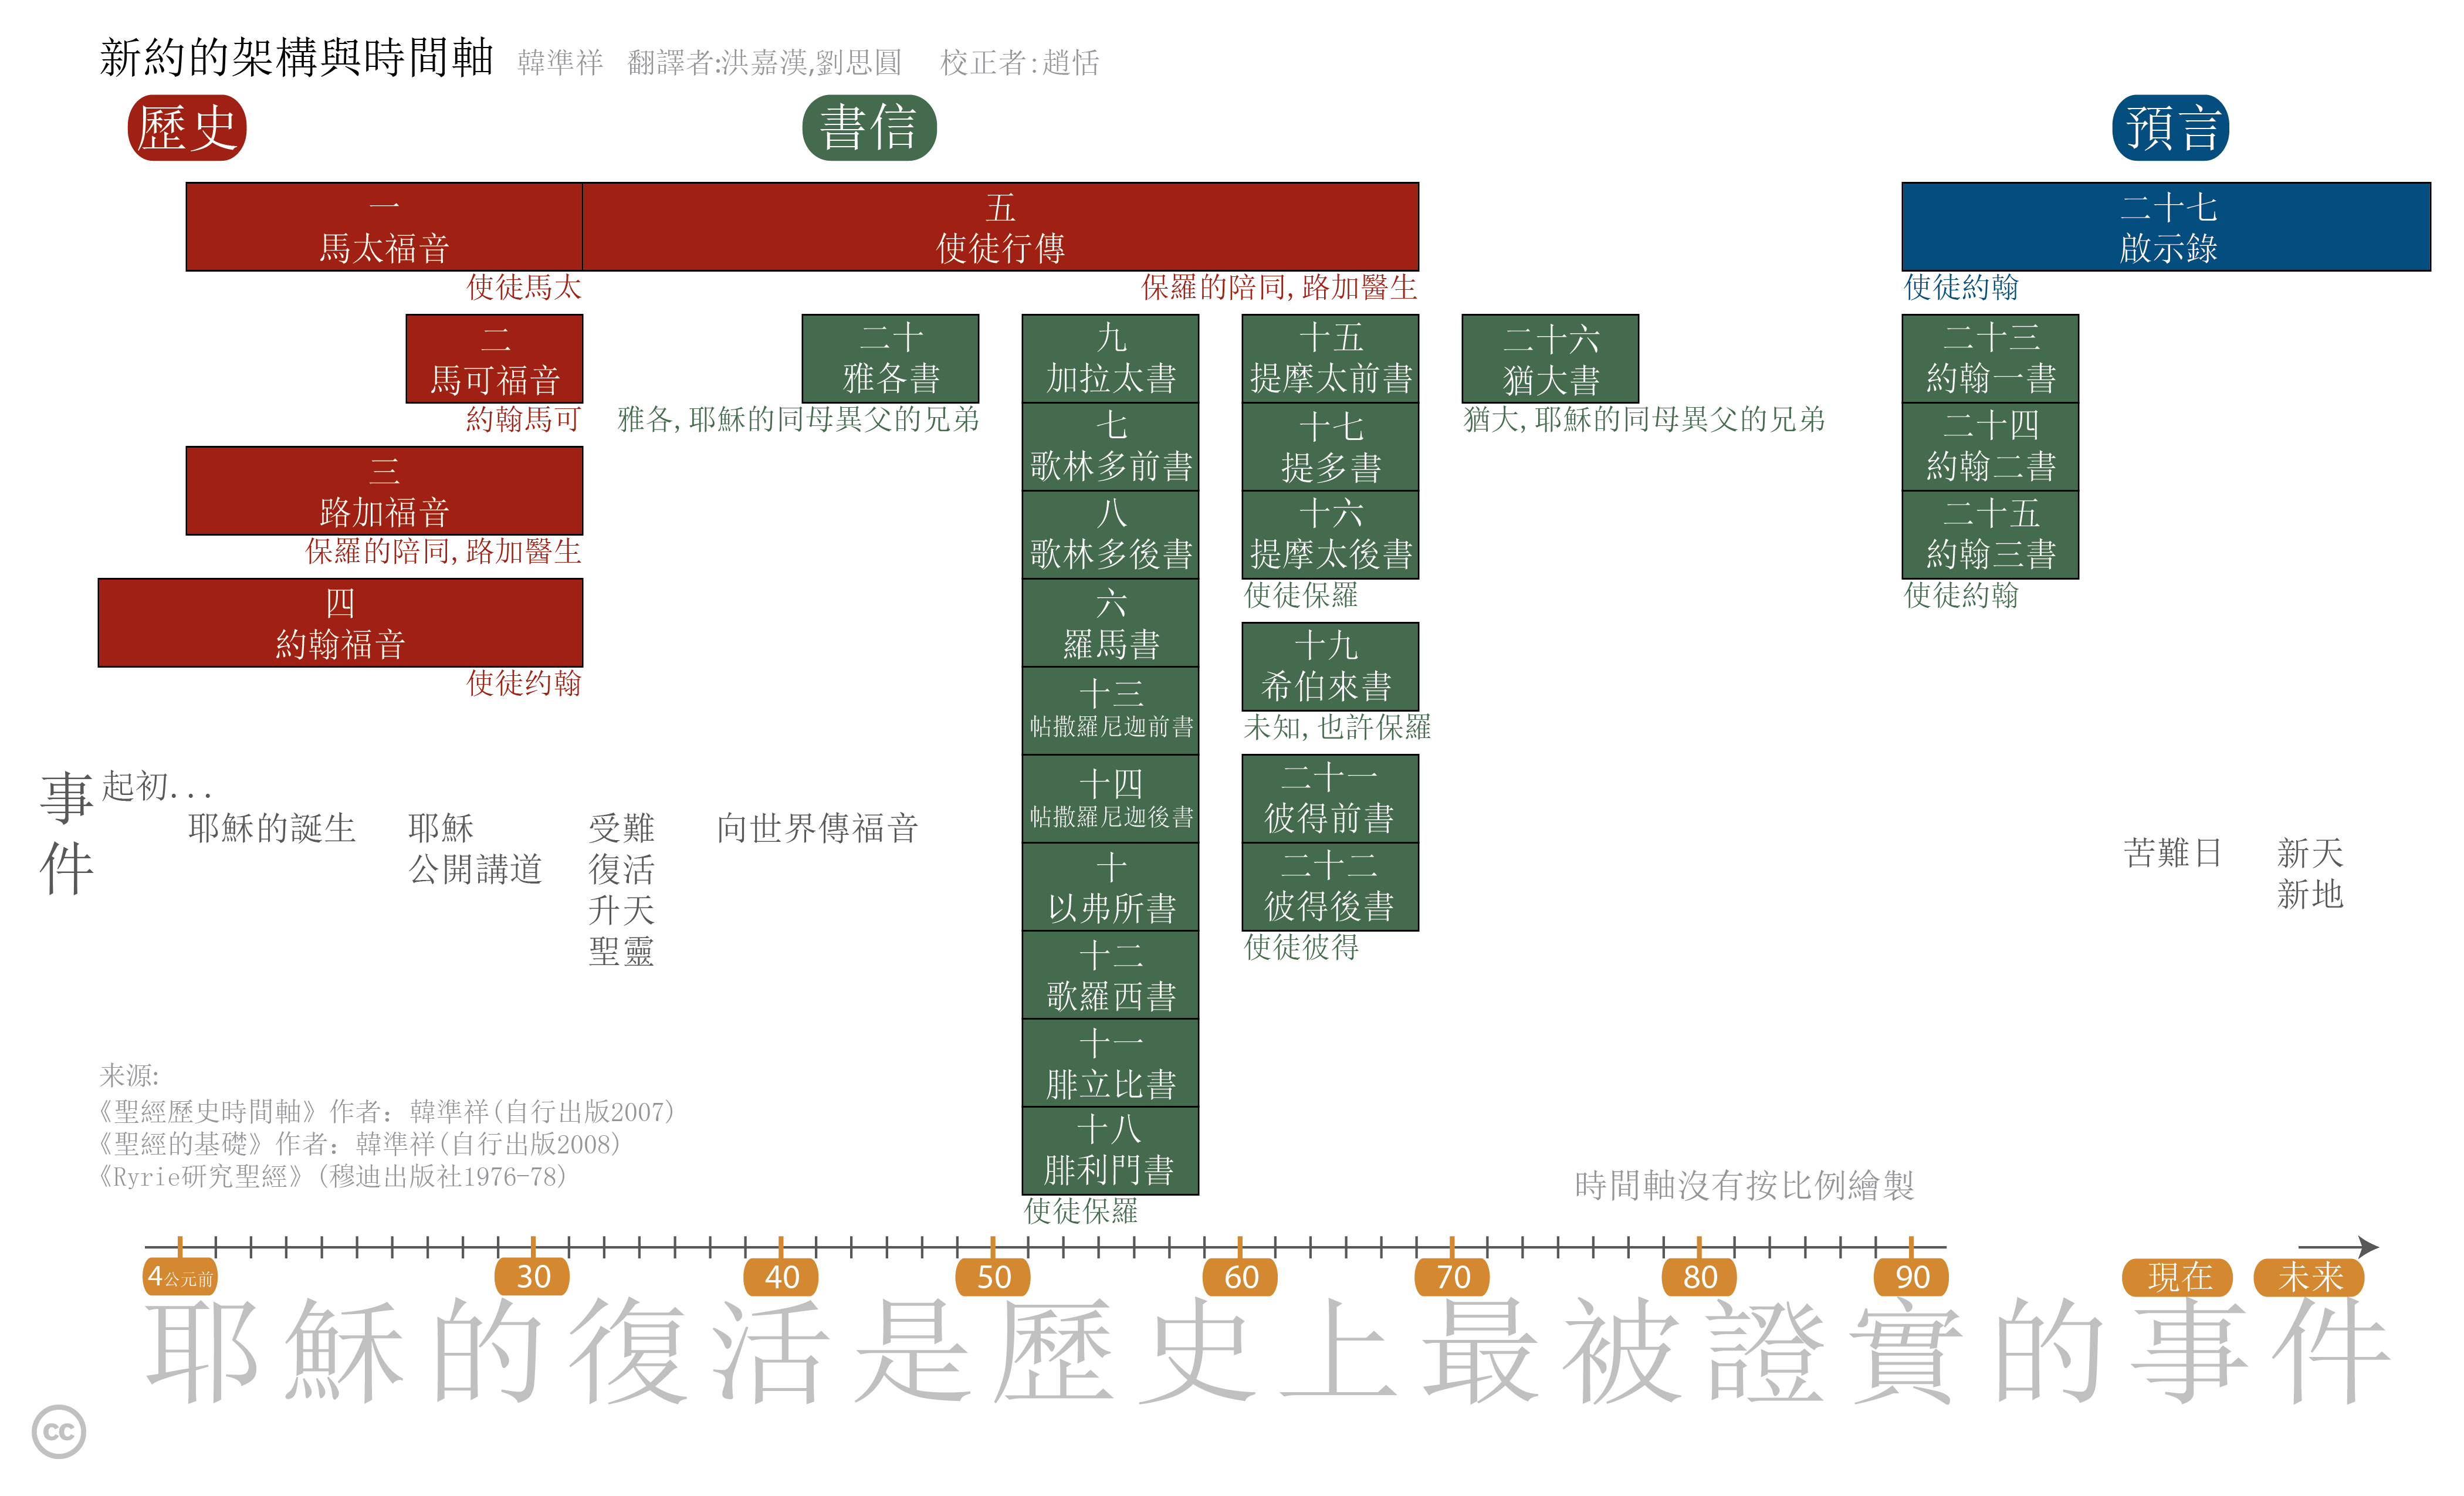 新約的架構與時間軸 韓準祥 翻譯者:洪嘉漢,劉思圓 校正者:趙恬
歷史
書信
預言
一
馬太福音
使徒馬太
五
使徒行傳
保羅的陪同,路加醫生
二十七
啟示錄
使徒約翰
二
馬可福音
約翰馬可
三
路加福音
保羅的陪同,路加醫生
四
約翰福音
使徒约翰
二十
雅各書
雅各,耶穌的同母異父的兄弟
九
加拉太書
七
歌林多前書
八
歌林多後書
六
羅馬書
十三
帖撒羅尼迦前書
十四
帖撒羅尼迦後書
十
以弗所書
十二
歌羅西書
十一
腓立比書
十八
腓利門書
使徒保羅
十五
提摩太前書
十七
提多書
十六
提摩太後書
使徒保羅
十九
希伯來書
未知,也許保羅
二十一
彼得前書
二十二
彼得後書
使徒彼得
二十六
猶大書
猶大,耶穌的同母異父的兄弟
二十三
約翰一書
二十四
約翰二書
二十五
約翰三書
使徒約翰
事件
起初...
耶穌的誕生
耶穌
公開講道
受難
復活
升天
聖靈
向世界傳福音
苦難日
新天
新地
来源:
《聖經歷史時間軸》作者：韓準祥(自行出版2007)
《聖經的基礎》作者：韓準祥(自行出版2008)
《Ryrie研究聖經》(穆迪出版社1976-78)
時間軸沒有按比例繪製
4公元前 30 40 50 60 70 80 90 現在 未来
耶穌的復活是歷史上最被證實的事件
cc